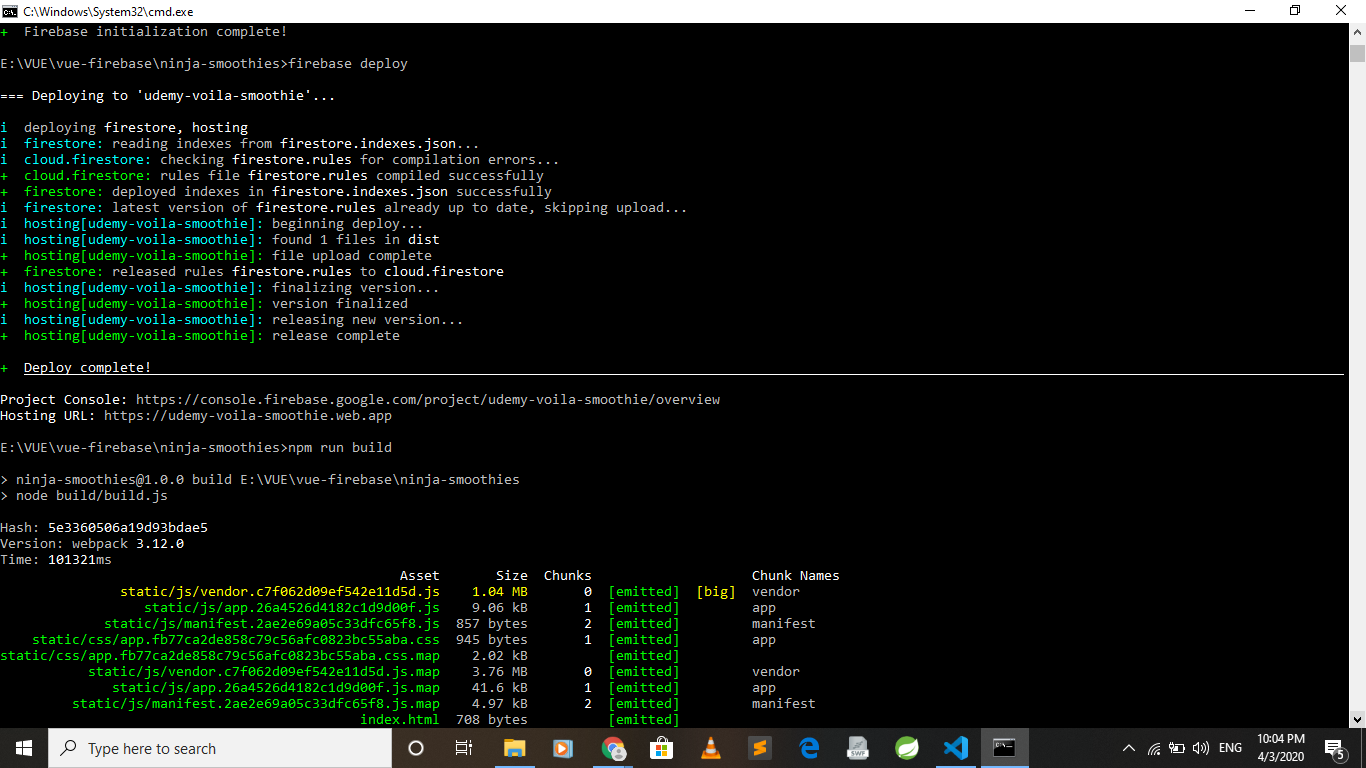 C:\Windows\System32\cmd.exe
+  Firebase initialization complete!
E:\VUE\vue-firebase\ninja-smoothies>firebase deploy
=== Deploying to 'udemy-voila-smoothie'...
i  deploying firestore, hosting
i  firestore: reading indexes from firestore.indexes.json...
i  cloud.firestore: checking firestore.rules for compilation errors...
+  cloud.firestore: rules file firestore.rules compiled successfully
+  firestore: deployed indexes in firestore.indexes.json successfully
i  firestore: latest version of firestore.rules already up to date, skipping upload...
i  hosting[udemy-voila-smoothie]: beginning deploy...
i  hosting[udemy-voila-smoothie]: found 1 files in dist
+  hosting[udemy-voila-smoothie]: file upload complete
+  firestore: released rules firestore.rules to cloud.firestore
i  hosting[udemy-voila-smoothie]: finalizing version...
+  hosting[udemy-voila-smoothie]: version finalized
i  hosting[udemy-voila-smoothie]: releasing new version...
+  hosting[udemy-voila-smoothie]: release complete
+  Deploy complete!
Project Console: https://console.firebase.google.com/project/udemy-voila-smoothie/overview
Hosting URL: https://udemy-voila-smoothie.web.app
E:\VUE\vue-firebase\ninja-smoothies>npm run build
> ninja-smoothies@1.0.0 build E:\VUE\vue-firebase\ninja-smoothies
> node build/build.js
Hash: 5e3360506a19d93bdae5
Version: webpack 3.12.0
Time: 101321ms
Asset Size Chunks Chunk Names
static/js/vendor.c7f062d09ef542e11d5d.js 1.04 MB 0 [emitted] [big] vendor
static/js/app.26a4526d4182c1d9d00f.js 9.06 kB 1 [emitted] app
static/js/manifest.2ae2e69a05c33dfc65f8.js 857 bytes 2 [emitted] manifest
static/css/app.fb77ca2de858c79c56afc0823bc55aba.css 945 bytes 1 [emitted] app
static/css/app.fb77ca2de858c79c56afc0823bc55aba.css.map 2.02 kB [emitted]
static/js/vendor.c7f062d09ef542e11d5d.js.map 3.76 MB 0 [emitted] vendor
static/js/app.26a4526d4182c1d9d00f.js.map 41.6 kB 1 [emitted] app
static/js/manifest.2ae2e69a05c33dfc65f8.js.map 4.97 kB 2 [emitted] manifest
index.html 708 bytes [emitted]
Type here to search
SWF
ENG
10:04 PM
4/3/2020
5